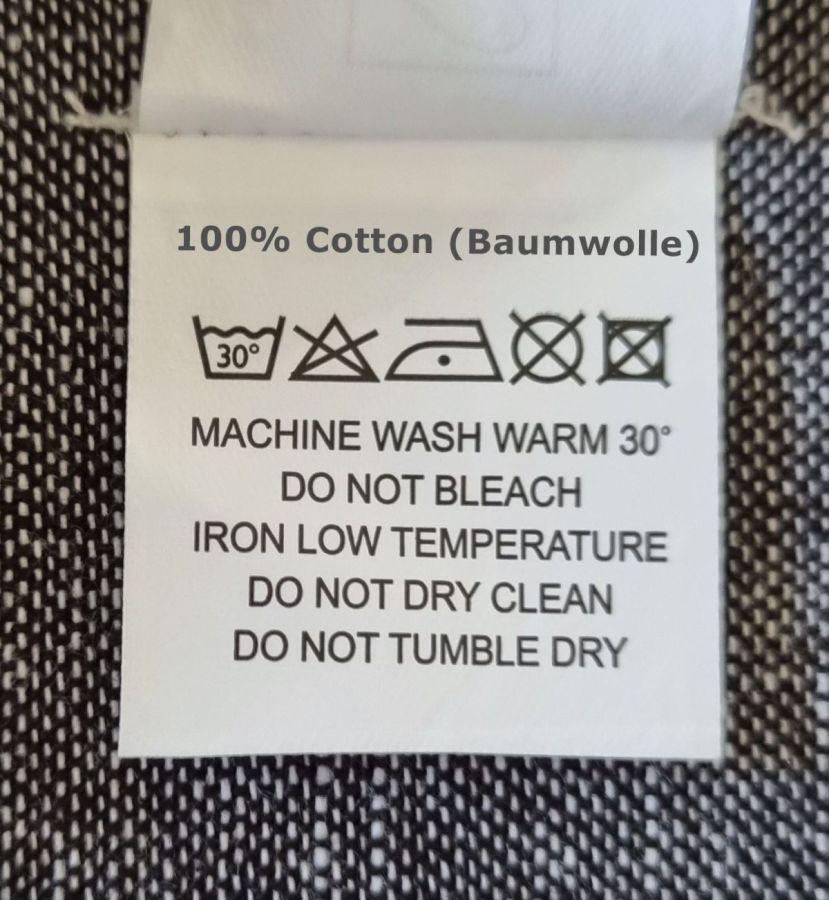 100% Cotton (Baumwolle)
30°
MACHINE WASH WARM 30°
DO NOT BLEACH
IRON LOW TEMPERATURE
DO NOT DRY CLEAN
DO NOT TUMBLE DRY